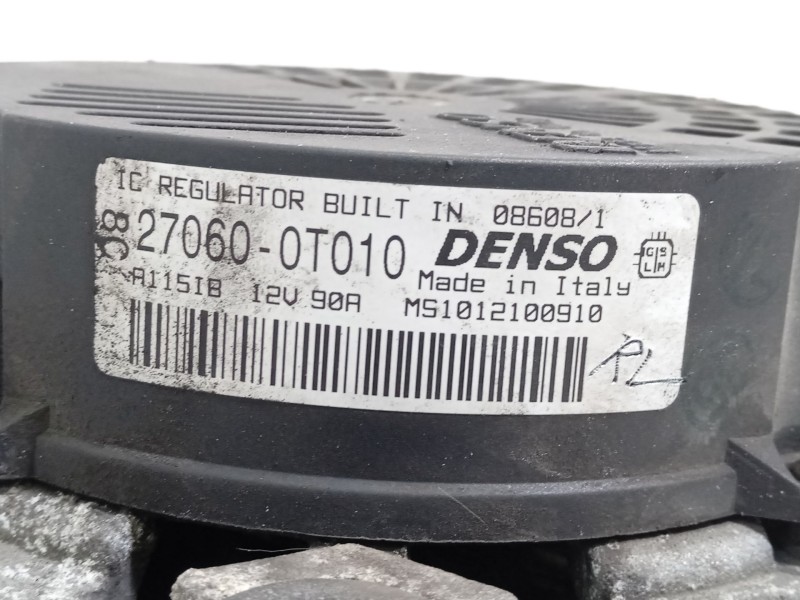 IC REGULATOR BUILT IN 08608/1
27060-0T010 DENSO
Made in Italy
A115IB 12V 90A MS1012100910